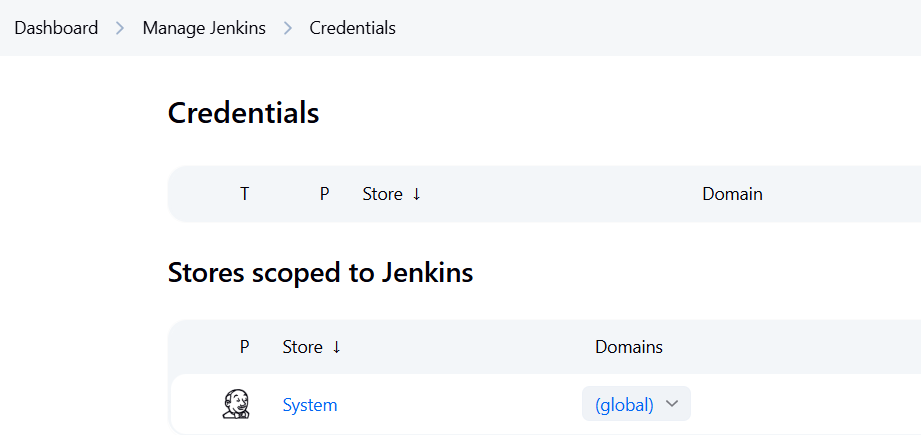 Dashboard > Manage Jenkins > Credentials
Credentials
T P Store ↓ Domain
Stores scoped to Jenkins
P Store ↓ Domains
System (global)